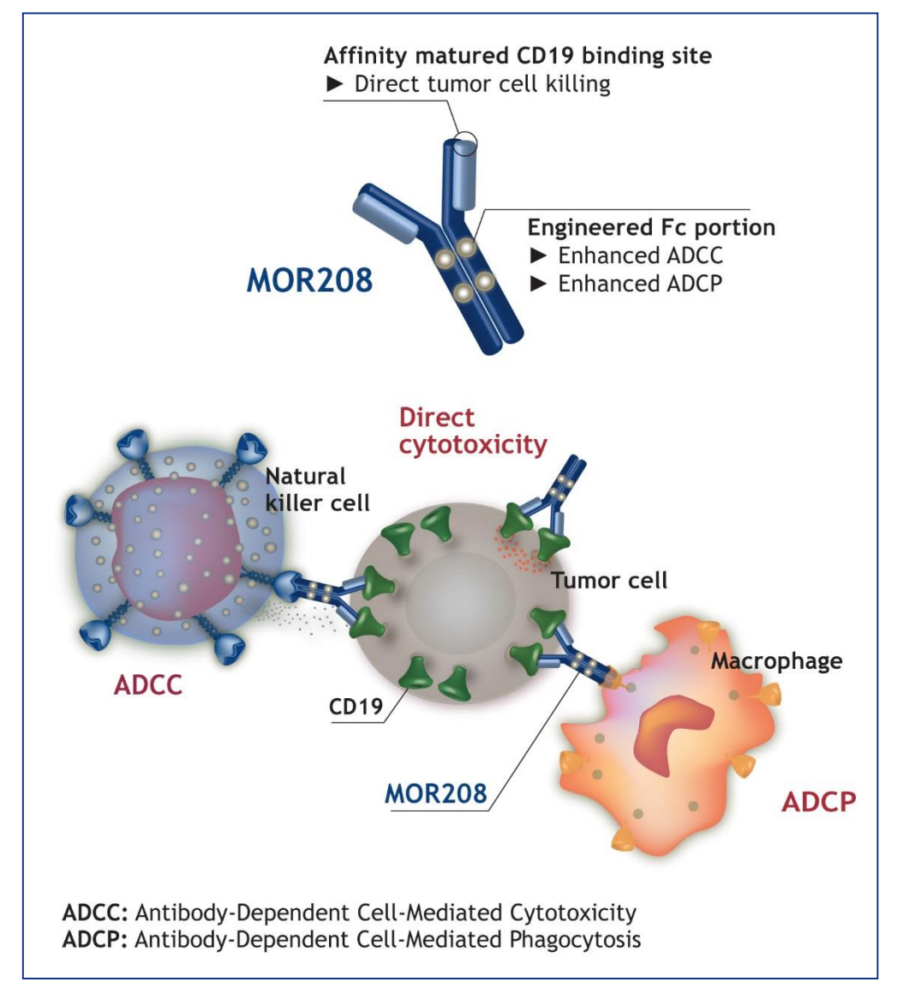 Affinity matured CD19 binding site
► Direct tumor cell killing
Engineered Fc portion
► Enhanced ADCC
► Enhanced ADCP
MOR208
Direct
cytotoxicity
Natural
killer cell
Tumor cell
Macrophage
ADCC
CD19
MOR208
ADCP
ADCC: Antibody-Dependent Cell-Mediated Cytotoxicity
ADCP: Antibody-Dependent Cell-Mediated Phagocytosis